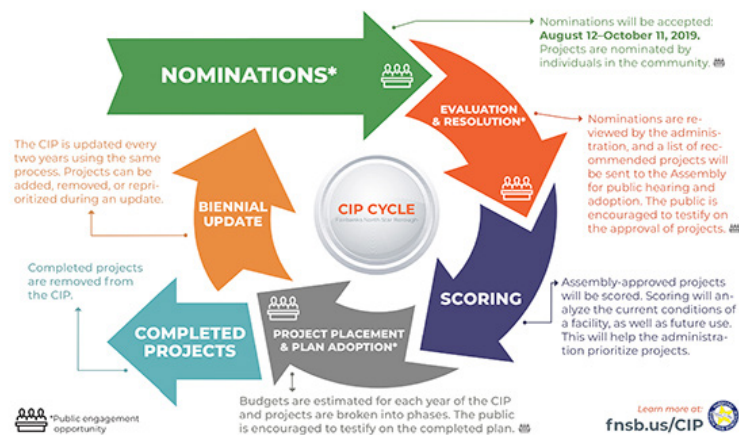 NOMINATIONS*
Nominations will be accepted:
August 12–October 11, 2019.
Projects are nominated by
individuals in the community.
EVALUATION
& RESOLUTION*
Nominations are re-
viewed by the adminis-
tration, and a list of rec-
ommended projects will
be sent to the Assembly
for public hearing and
adoption. The public is
encouraged to testify on
the approval of projects.
The CIP is updated every
two years using the same
process. Projects can be
added, removed, or repri-
oritized during an update.
BIENNIAL
UPDATE
CIP CYCLE
Fairbanks North Star Borough
SCORING
Assembly-approved projects
will be scored. Scoring will an-
alyze the current conditions of
a facility, as well as future use.
This will help the administra-
tion prioritize projects.
Completed projects
are removed from
the CIP.
COMPLETED
PROJECTS
PROJECT PLACEMENT
& PLAN ADOPTION*
Budgets are estimated for each year of the CIP
and projects are broken into phases. The public
is encouraged to testify on the completed plan.
*Public engagement
opportunity
Learn more at:
fnsb.us/CIP